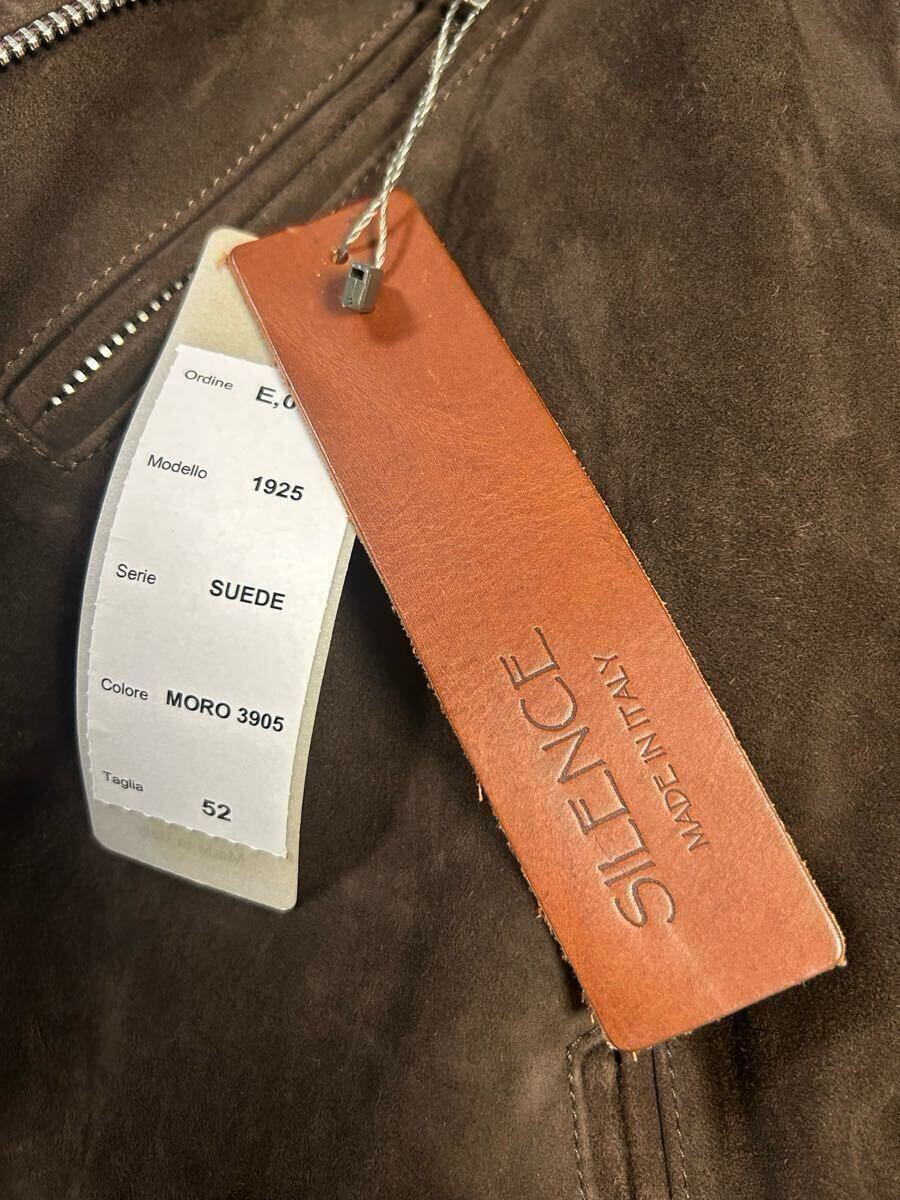 Ordine E,0
Modello 1925
Serie SUEDE
Colore MORO 3905
Taglia 52
SILENCE
MADE IN ITALY